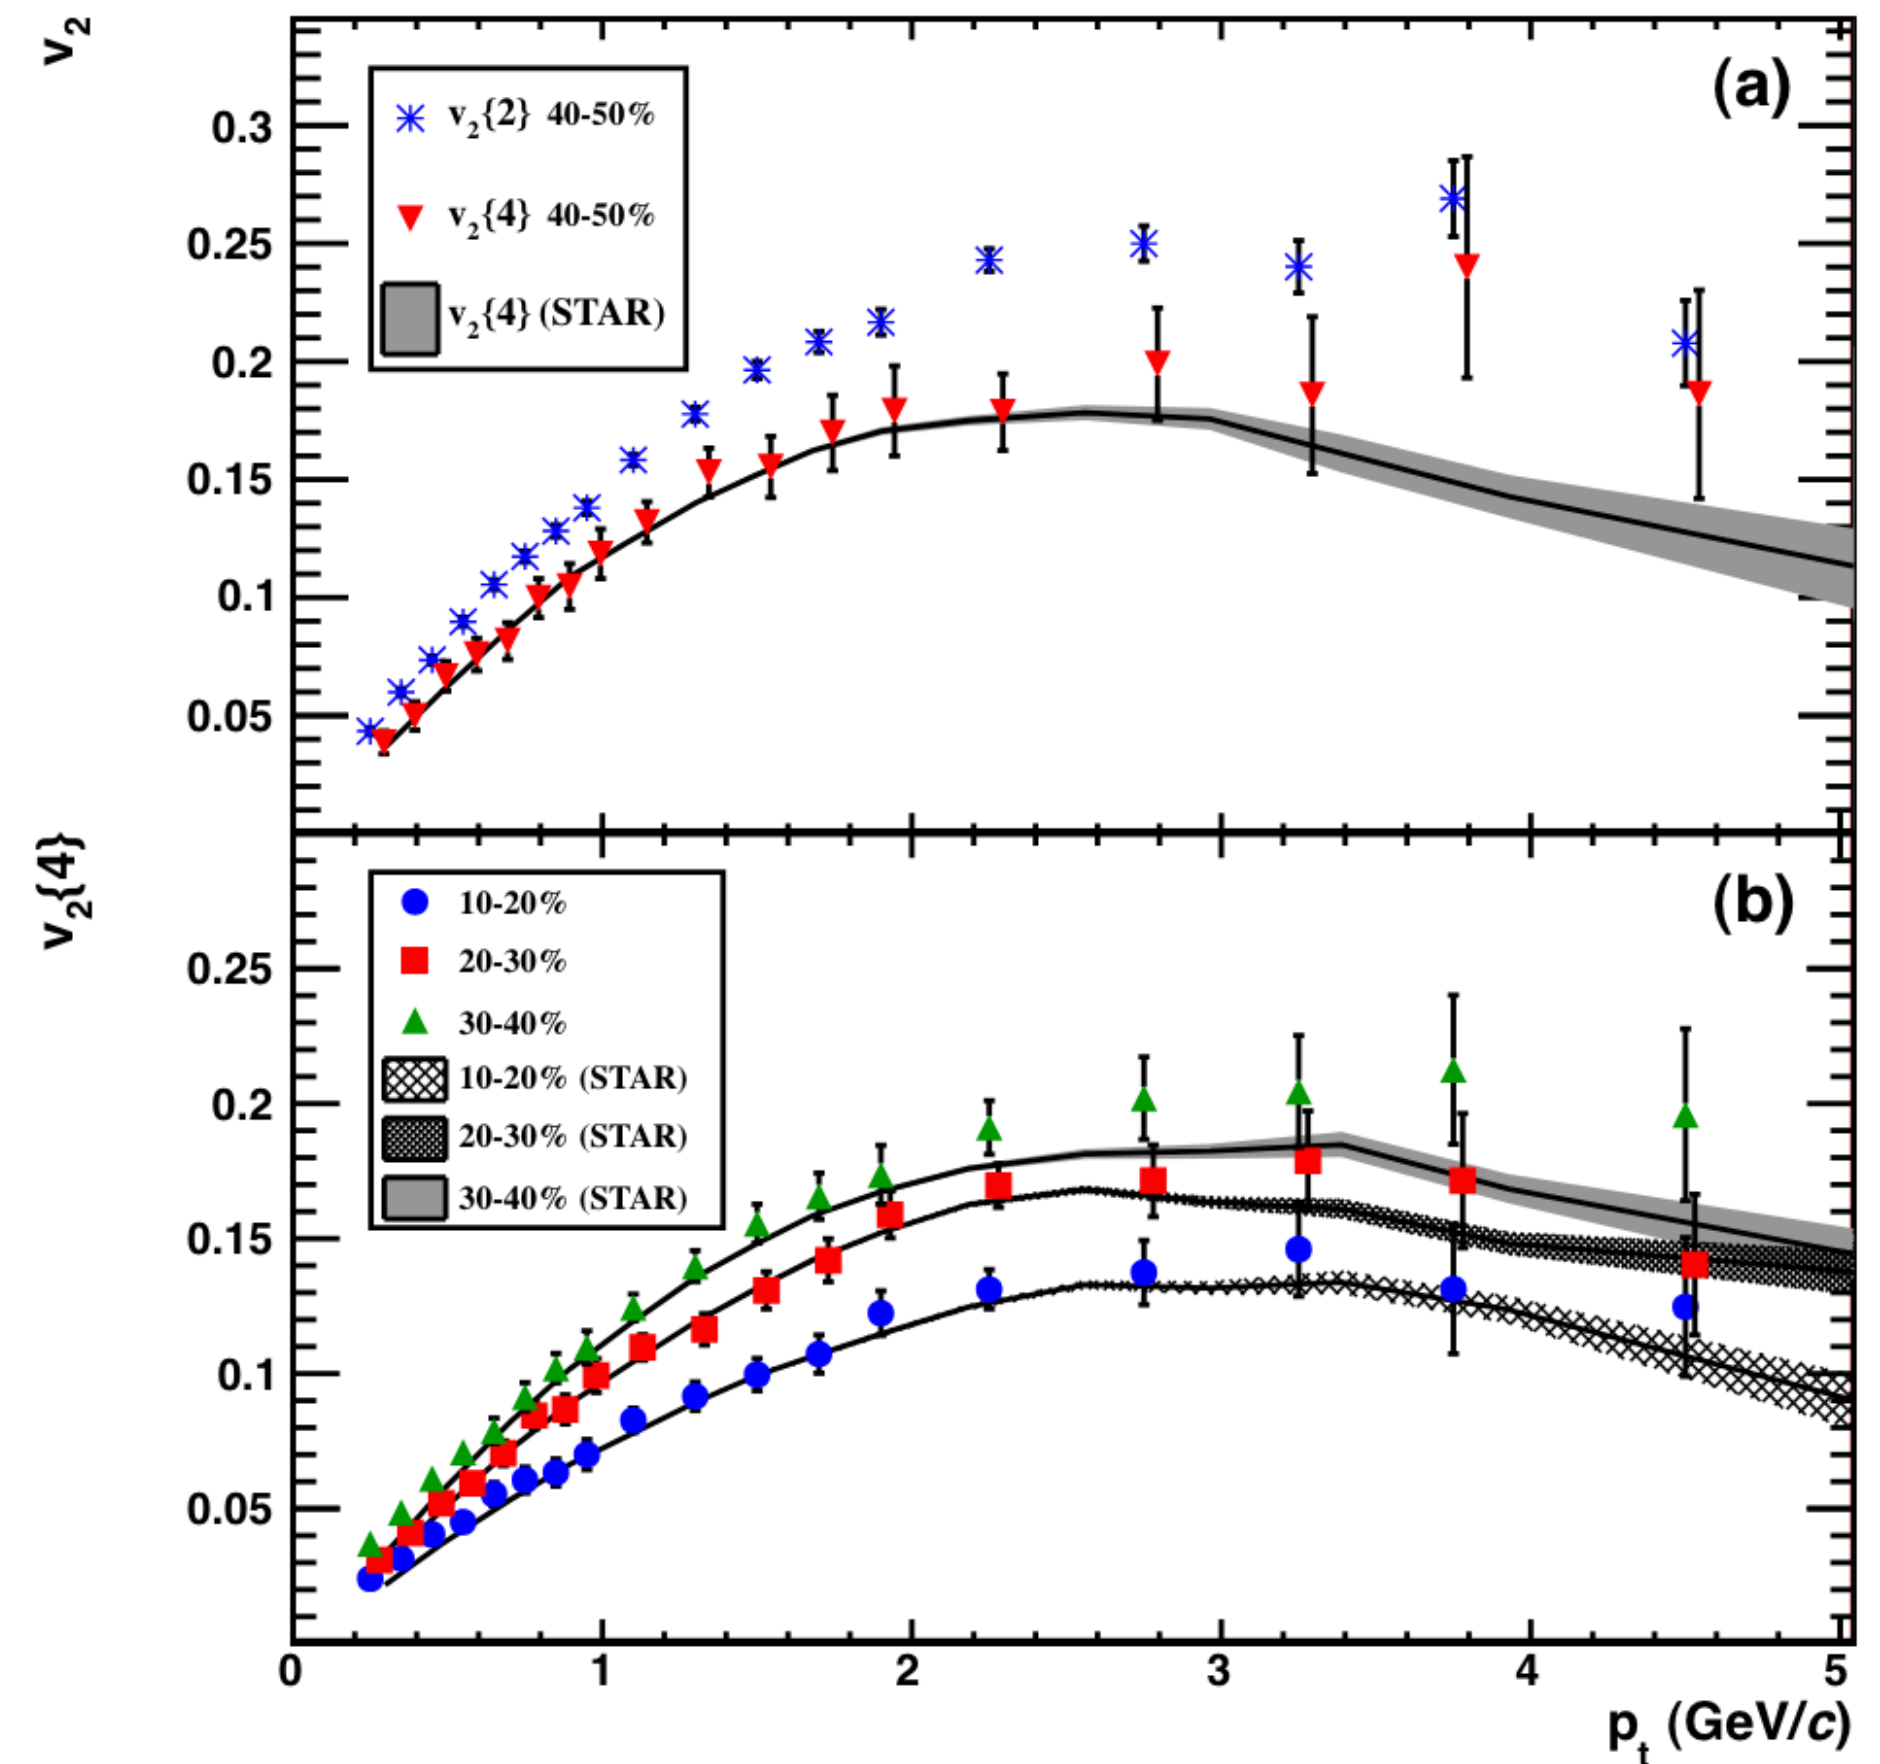 v2
(a)
v2{2} 40-50%
v2{4} 40-50%
v2{4} (STAR)
0.3
0.25
0.2
0.15
0.1
0.05
v2{4}
(b)
10-20%
20-30%
30-40%
10-20% (STAR)
20-30% (STAR)
30-40% (STAR)
0.25
0.2
0.15
0.1
0.05
0 1 2 3 4 5
pt (GeV/c)